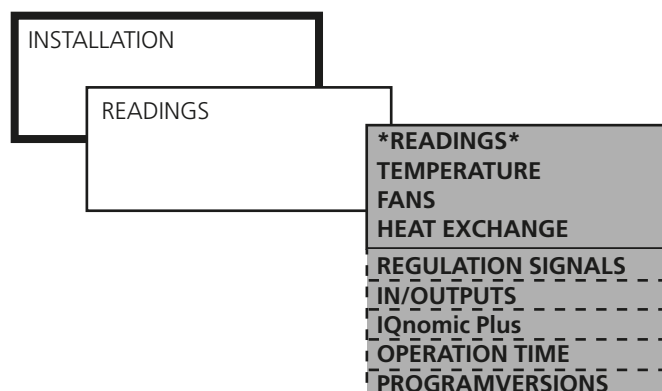 INSTALLATION
READINGS
*READINGS*
TEMPERATURE
FANS
HEAT EXCHANGE
REGULATION SIGNALS
IN/OUTPUTS
IQnomic Plus
OPERATION TIME
PROGRAMVERSIONS